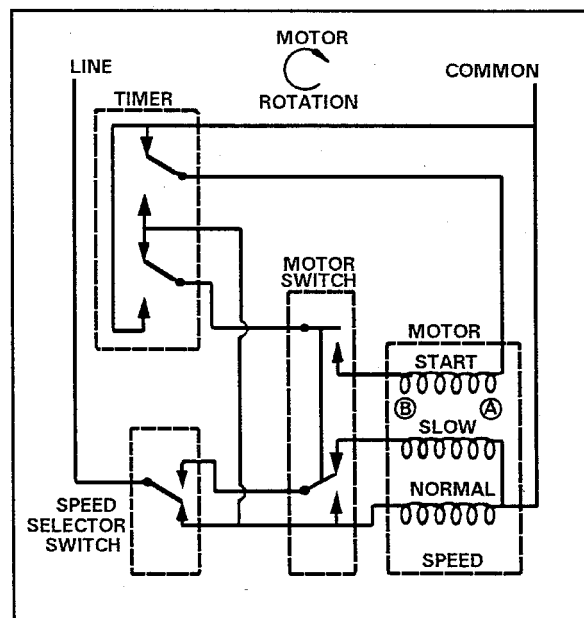 MOTOR
ROTATION
LINE
COMMON
TIMER
MOTOR
SWITCH
MOTOR
START
B
A
SLOW
NORMAL
SPEED
SPEED
SELECTOR
SWITCH